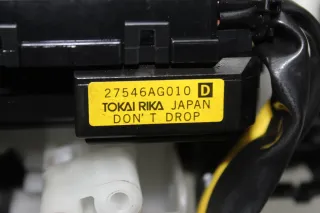 27546AG010 D
TOKAI RIKA JAPAN
DON'T DROP